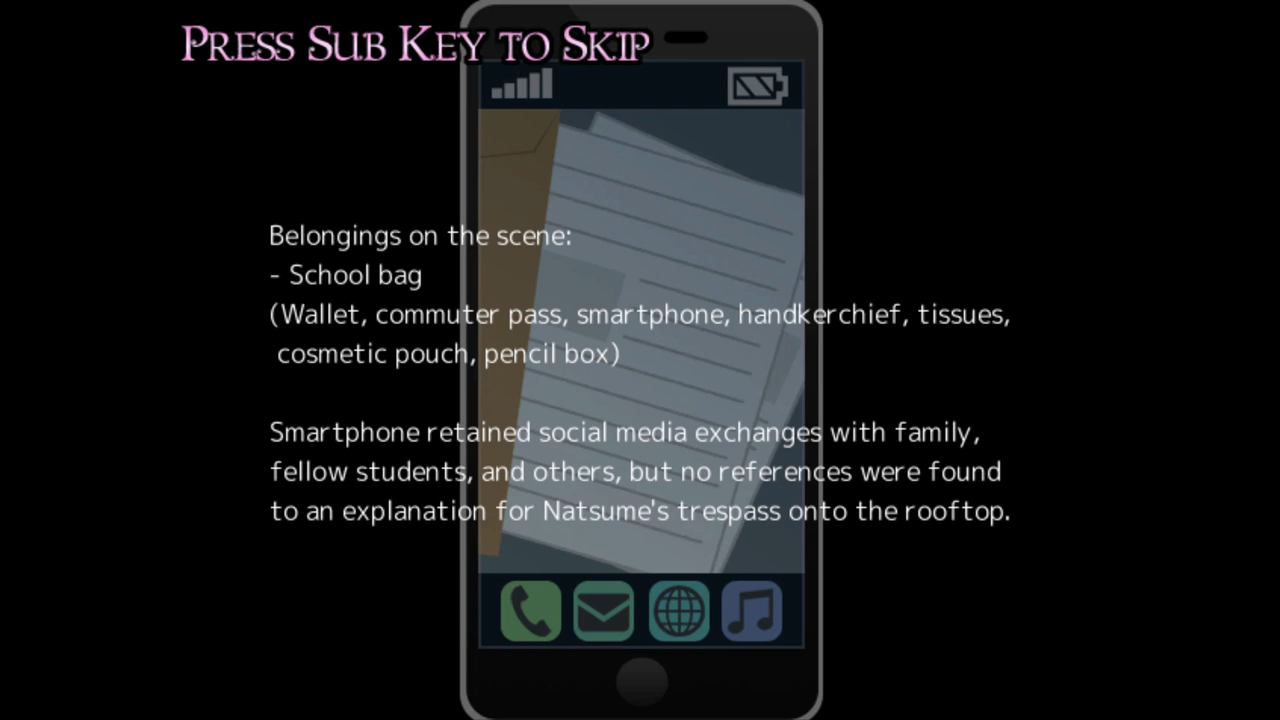 Press Sub Key to Skip
Belongings on the scene:
- School bag
(Wallet, commuter pass, smartphone, handkerchief, tissues,
cosmetic pouch, pencil box)
Smartphone retained social media exchanges with family,
fellow students, and others, but no references were found
to an explanation for Natsume's trespass onto the rooftop.